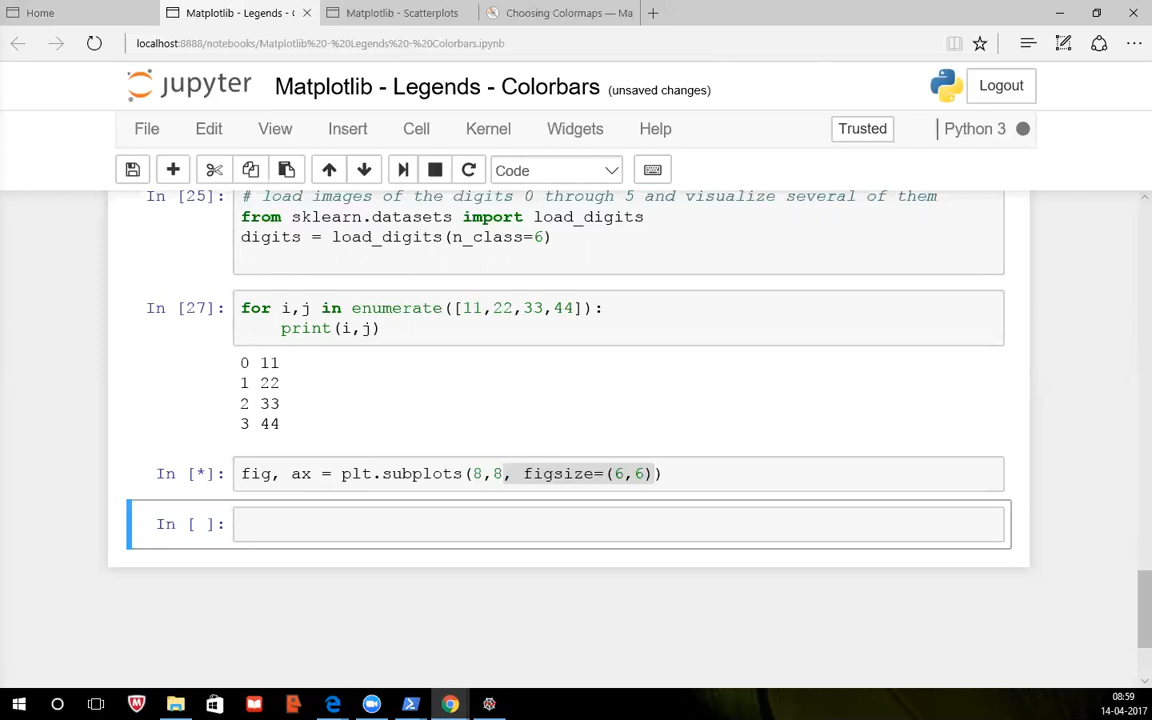 Home
Matplotlib - Legends - C
Matplotlib - Scatterplots
Choosing Colormaps — Ma
localhost:8888/notebooks/Matplotlib%20-%20Legends%20-%20Colorbars.ipynb
jupyter Matplotlib - Legends - Colorbars (unsaved changes)
Logout
File Edit View Insert Cell Kernel Widgets Help
Trusted
Python 3
Code
In [25]: # load images of the digits 0 through 5 and visualize several of them
from sklearn.datasets import load_digits
digits = load_digits(n_class=6)
In [27]: for i,j in enumerate([11,22,33,44]):
print(i,j)
0 11
1 22
2 33
3 44
In [*]: fig, ax = plt.subplots(8,8, figsize=(6,6))
In [ ]:
08:59
14-04-2017